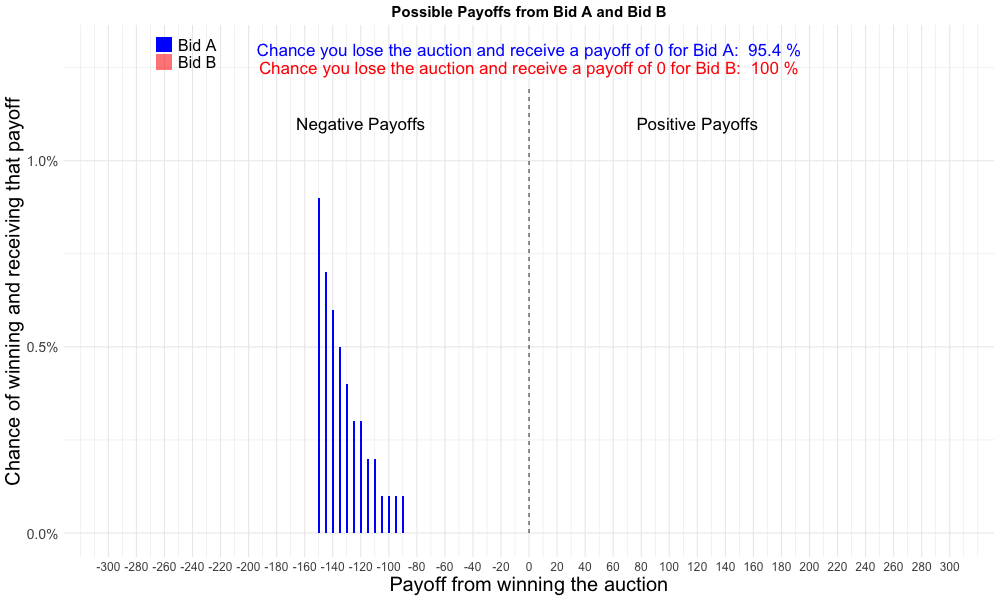 Possible Payoffs from Bid A and Bid B
Bid A
Bid B
Chance you lose the auction and receive a payoff of 0 for Bid A:  95.4 %
Chance you lose the auction and receive a payoff of 0 for Bid B:  100 %
Negative Payoffs
Positive Payoffs
Chance of winning and receiving that payoff
1.0%
0.5%
0.0%
-300 -280 -260 -240 -220 -200 -180 -160 -140 -120 -100 -80 -60 -40 -20 0 20 40 60 80 100 120 140 160 180 200 220 240 260 280 300
Payoff from winning the auction